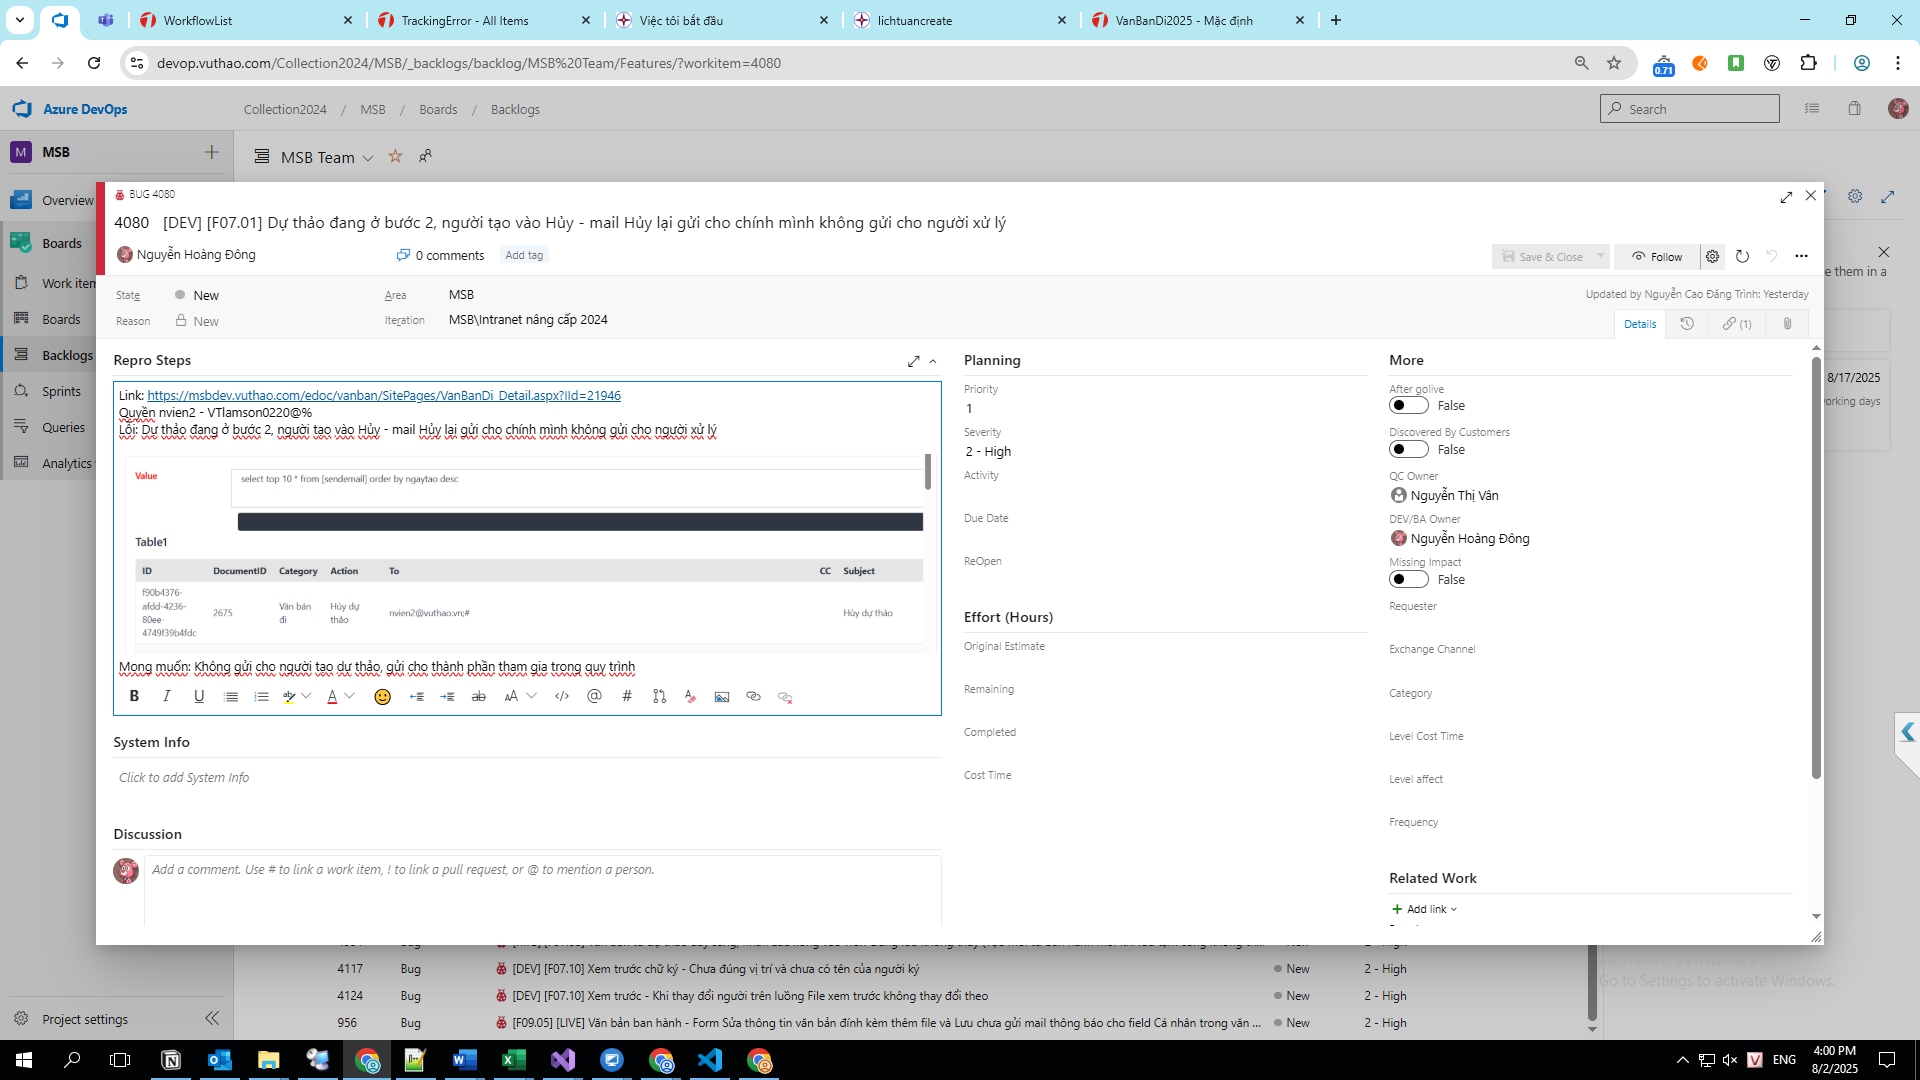 WorkflowList
TrackingError - All Items
Việc tôi bắt đầu
lichtuancreate
VanBanDi2025 - Mặc định
devop.vuthao.com/Collection2024/MSB/_backlogs/backlog/MSB%20Team/Features/?workitem=4080
0.71
Azure DevOps
Collection2024 / MSB / Boards / Backlogs
Search
M MSB
MSB Team
Overview
Boards
Work item
Boards
Backlogs
Sprints
Queries
Analytics
Project settings
BUG 4080
4080 [DEV] [F07.01] Dự thảo đang ở bước 2, người tạo vào Hủy - mail Hủy lại gửi cho chính mình không gửi cho người xử lý
Nguyễn Hoàng Đông
0 comments
Add tag
Save & Close
Follow
State New
Area MSB
Updated by Nguyễn Cao Đăng Trình: Yesterday
Reason New
Iteration MSB\Intranet nâng cấp 2024
Details
(1)
e them in a
8/17/2025
orking days
Repro Steps
Link: https://msbdev.vuthao.com/edoc/vanban/SitePages/VanBanDi_Detail.aspx?IId=21946
Quyền nvien2 - VTlamson0220@%
Lỗi: Dự thảo đang ở bước 2, người tạo vào Hủy - mail Hủy lại gửi cho chính mình không gửi cho người xử lý
Value
select top 10 * from [sendemail] order by ngaytao desc
Table1
ID DocumentID Category Action To CC Subject
f90b4376-
afdd-4236-
80ee-
4749f39b4fdc
2675
Văn bản
đi
Hủy dự
thảo
nvien2@vuthao.vn;#
Hủy dự thảo
Mong muốn: Không gửi cho người tạo dự thảo, gửi cho thành phần tham gia trong quy trình
System Info
Click to add System Info
Discussion
Add a comment. Use # to link a work item, ! to link a pull request, or @ to mention a person.
Planning
Priority
1
Severity
2 - High
Activity
Due Date
ReOpen
Effort (Hours)
Original Estimate
Remaining
Completed
Cost Time
More
After golive
False
Discovered By Customers
False
QC Owner
Nguyễn Thị Vân
DEV/BA Owner
Nguyễn Hoàng Đông
Missing Impact
False
Requester
Exchange Channel
Category
Level Cost Time
Level affect
Frequency
Related Work
Add link
4117 Bug [DEV] [F07.10] Xem trước chữ ký - Chưa đúng vị trí và chưa có tên của người ký New 2 - High
4124 Bug [DEV] [F07.10] Xem trước - Khi thay đổi người trên luồng File xem trước không thay đổi theo New 2 - High
956 Bug [F09.05] [LIVE] Văn bản ban hành - Form Sửa thông tin văn bản đính kèm thêm file và Lưu chưa gửi mail thông báo cho field Cá nhân trong văn ... New 2 - High
Activate Windows
Go to Settings to activate Windows.
ENG
4:00 PM
8/2/2025